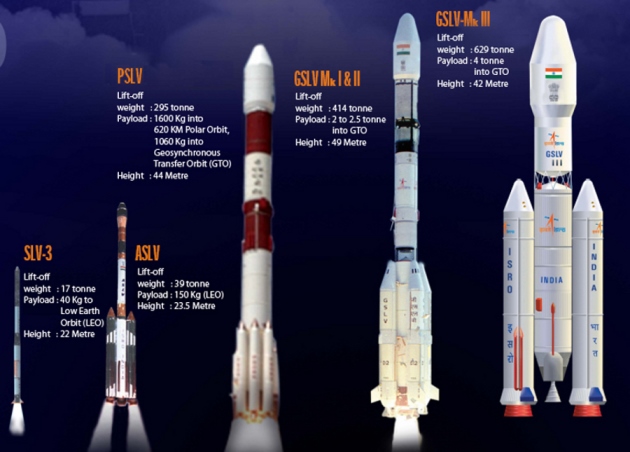 SLV-3
Lift-off
weight : 17 tonne
Payload : 40 Kg to
Low Earth
Orbit (LEO)
Height : 22 Metre
ASLV
Lift-off
weight : 39 tonne
Payload : 150 Kg (LEO)
Height : 23.5 Metre
PSLV
Lift-off
weight : 295 tonne
Payload : 1600 Kg into
620 KM Polar Orbit,
1060 Kg into
Geosynchronous
Transfer Orbit (GTO)
Height : 44 Metre
GSLV Mk I & II
Lift-off
weight : 414 tonne
Payload : 2 to 2.5 tonne
into GTO
Height : 49 Metre
GSLV
GSLV-Mk III
Lift-off
weight : 629 tonne
Payload : 4 tonne
into GTO
Height : 42 Metre
GSLV
III
ISRO
इसरो
INDIA
INDIA
भारत